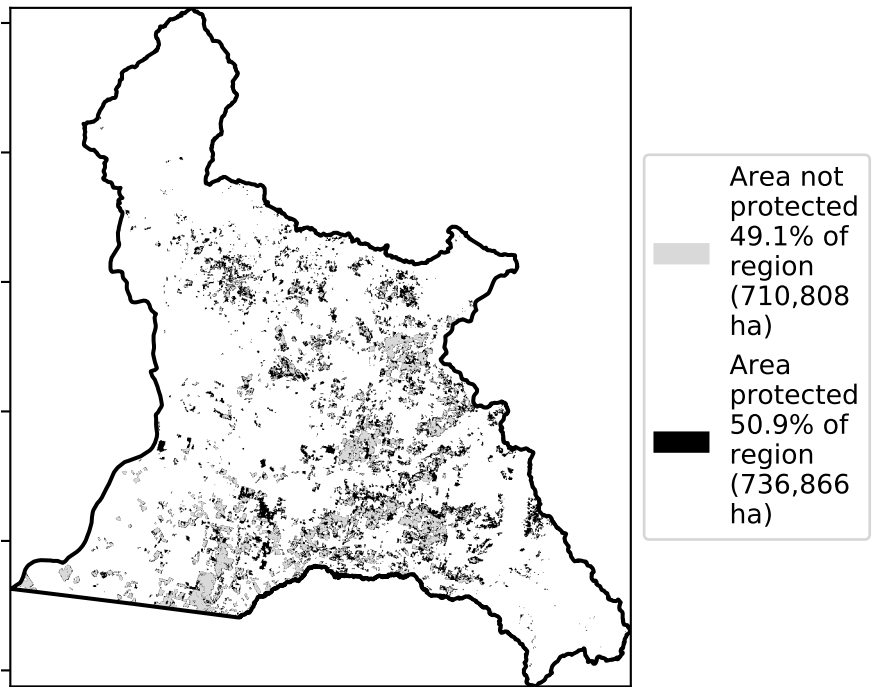 Area not
protected
49.1% of
region
(710,808
ha)
Area
protected
50.9% of
region
(736,866
ha)